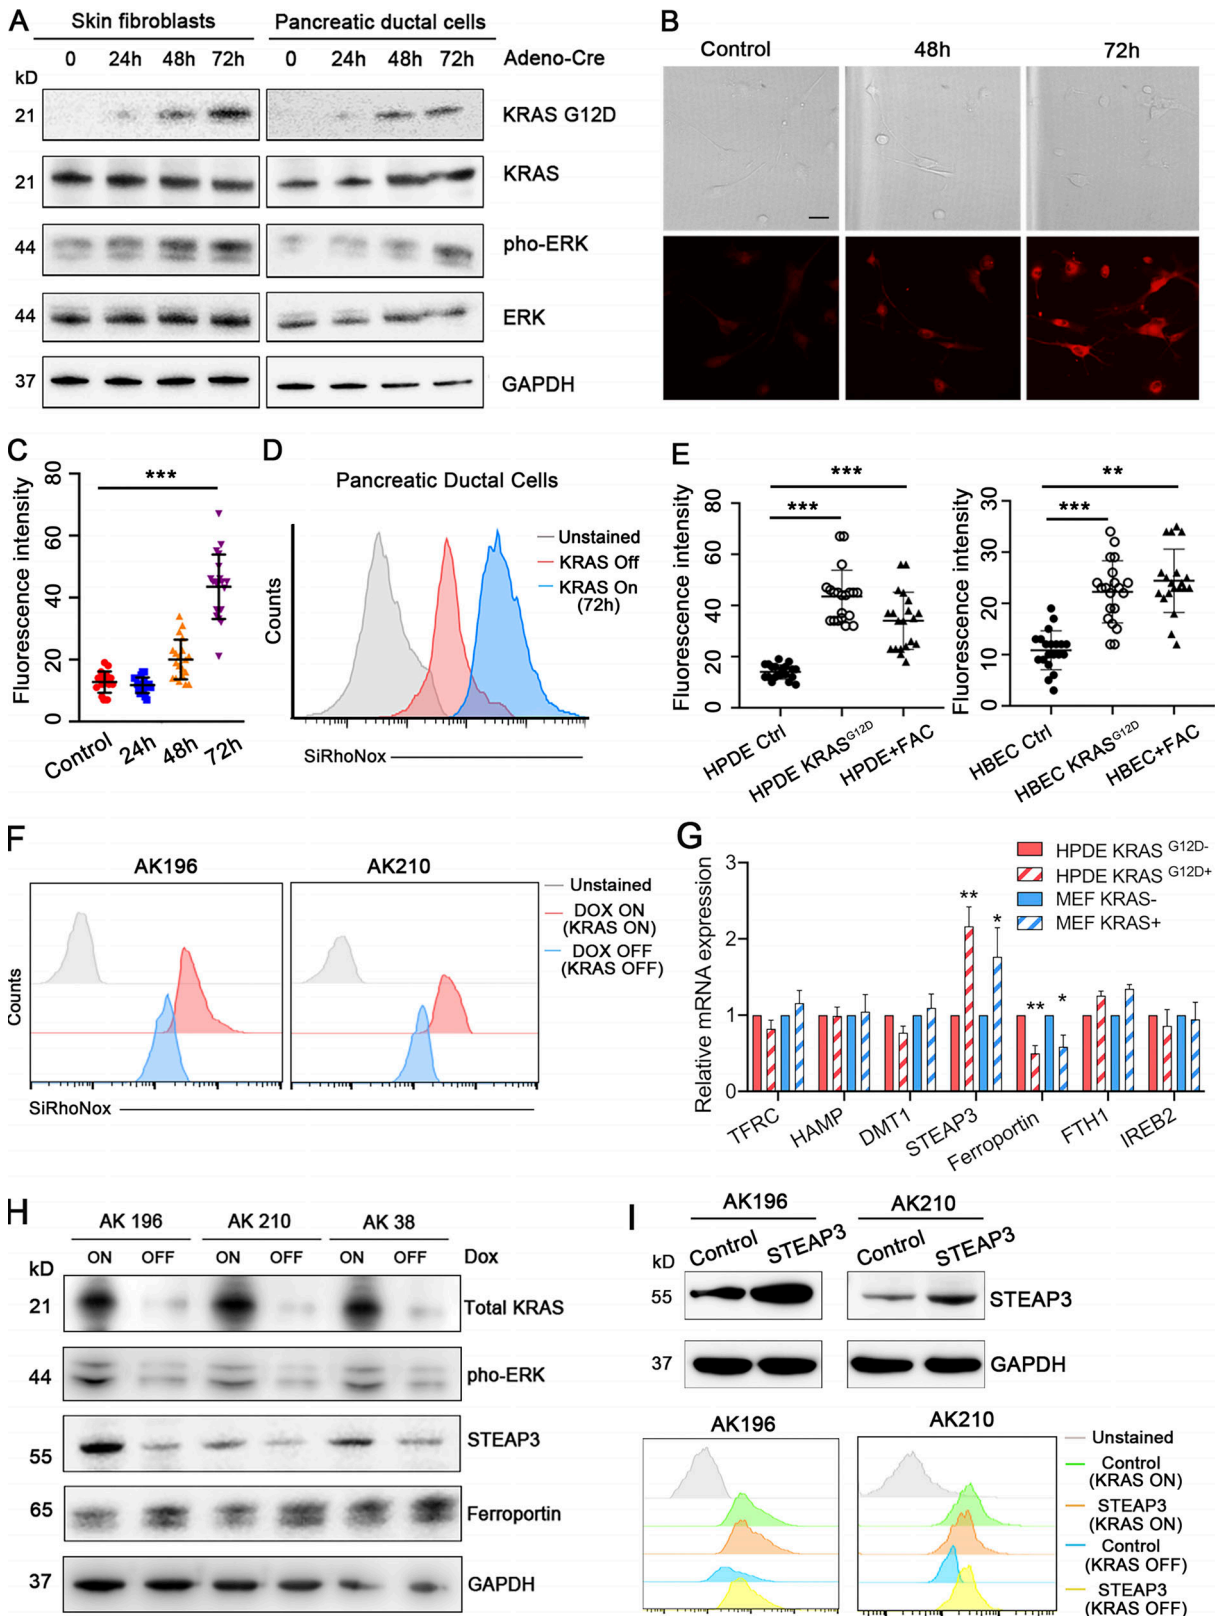 A
Skin fibroblasts
Pancreatic ductal cells
0 24h 48h 72h 0 24h 48h 72h Adeno-Cre
kD
21 KRAS G12D
21 KRAS
44 pho-ERK
44 ERK
37 GAPDH
B
Control 48h 72h
C
Fluorescence intensity
80
60
40
20
0
***
Control 24h 48h 72h
D
Pancreatic Ductal Cells
Unstained
KRAS Off
KRAS On
(72h)
Counts
SiRhoNox
E
Fluorescence intensity
80
60
40
20
0
***
***
HPDE Ctrl HPDE KRAS^G12D HPDE+FAC
Fluorescence intensity
30
30
20
10
0
**
***
HBEC Ctrl HBEC KRAS^G12D HBEC+FAC
F
AK196 AK210
Unstained
DOX ON
(KRAS ON)
DOX OFF
(KRAS OFF)
Counts
SiRhoNox
G
Relative mRNA expression
3
2
1
0
HPDE KRAS G12D-
HPDE KRAS G12D+
MEF KRAS-
MEF KRAS+
** *
** *
TFRC HAMP DMT1 STEAP3 Ferroportin FTH1 IREB2
H
AK 196 AK 210 AK 38
ON OFF ON OFF ON OFF Dox
kD
21 Total KRAS
44 pho-ERK
55 STEAP3
65 Ferroportin
37 GAPDH
I
AK196 AK210
Control STEAP3 Control STEAP3
kD
55 STEAP3
37 GAPDH
AK196 AK210
Unstained
Control
(KRAS ON)
STEAP3
(KRAS ON)
Control
(KRAS OFF)
STEAP3
(KRAS OFF)